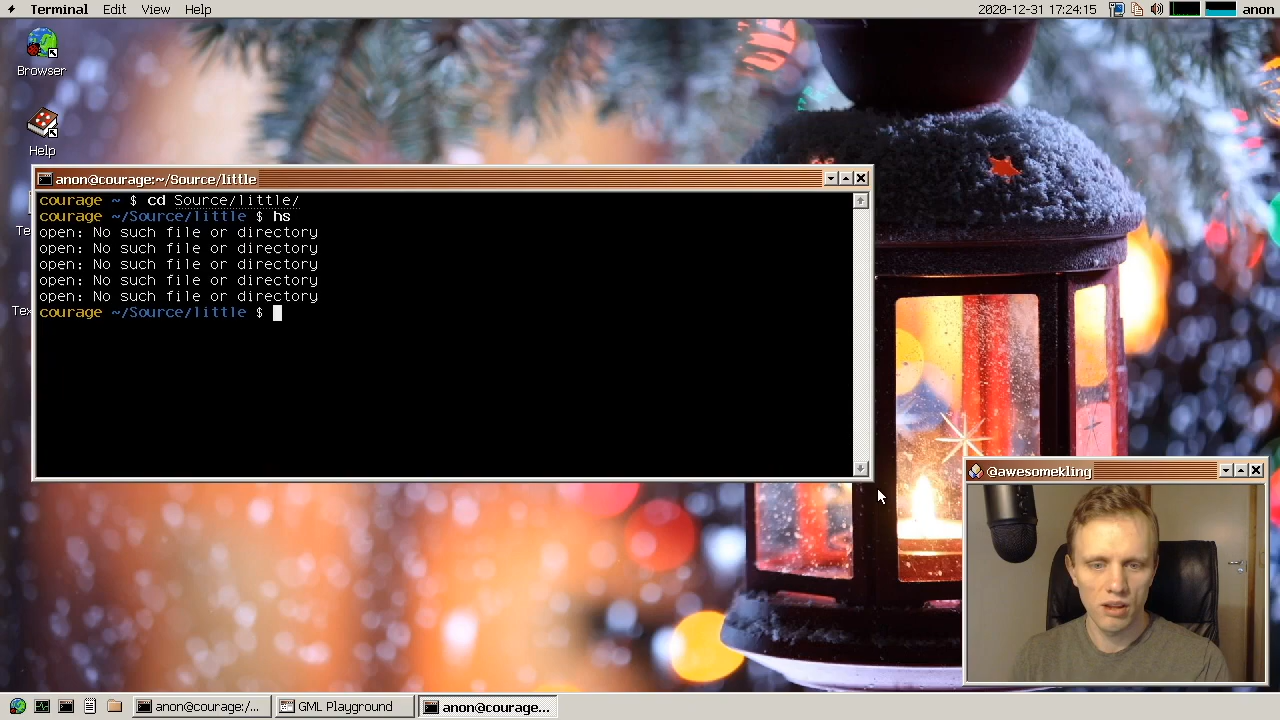 Terminal Edit View Help 2020-12-31 17:24:15 anon
Browser
Help
anon@courage:~/Source/little
courage ~ $ cd Source/little/
courage ~/Source/little $ hs
open: No such file or directory
open: No such file or directory
open: No such file or directory
open: No such file or directory
open: No such file or directory
courage ~/Source/little $
Te
Tex
@awesomekling
anon@courage:/... GML Playground anon@courage...